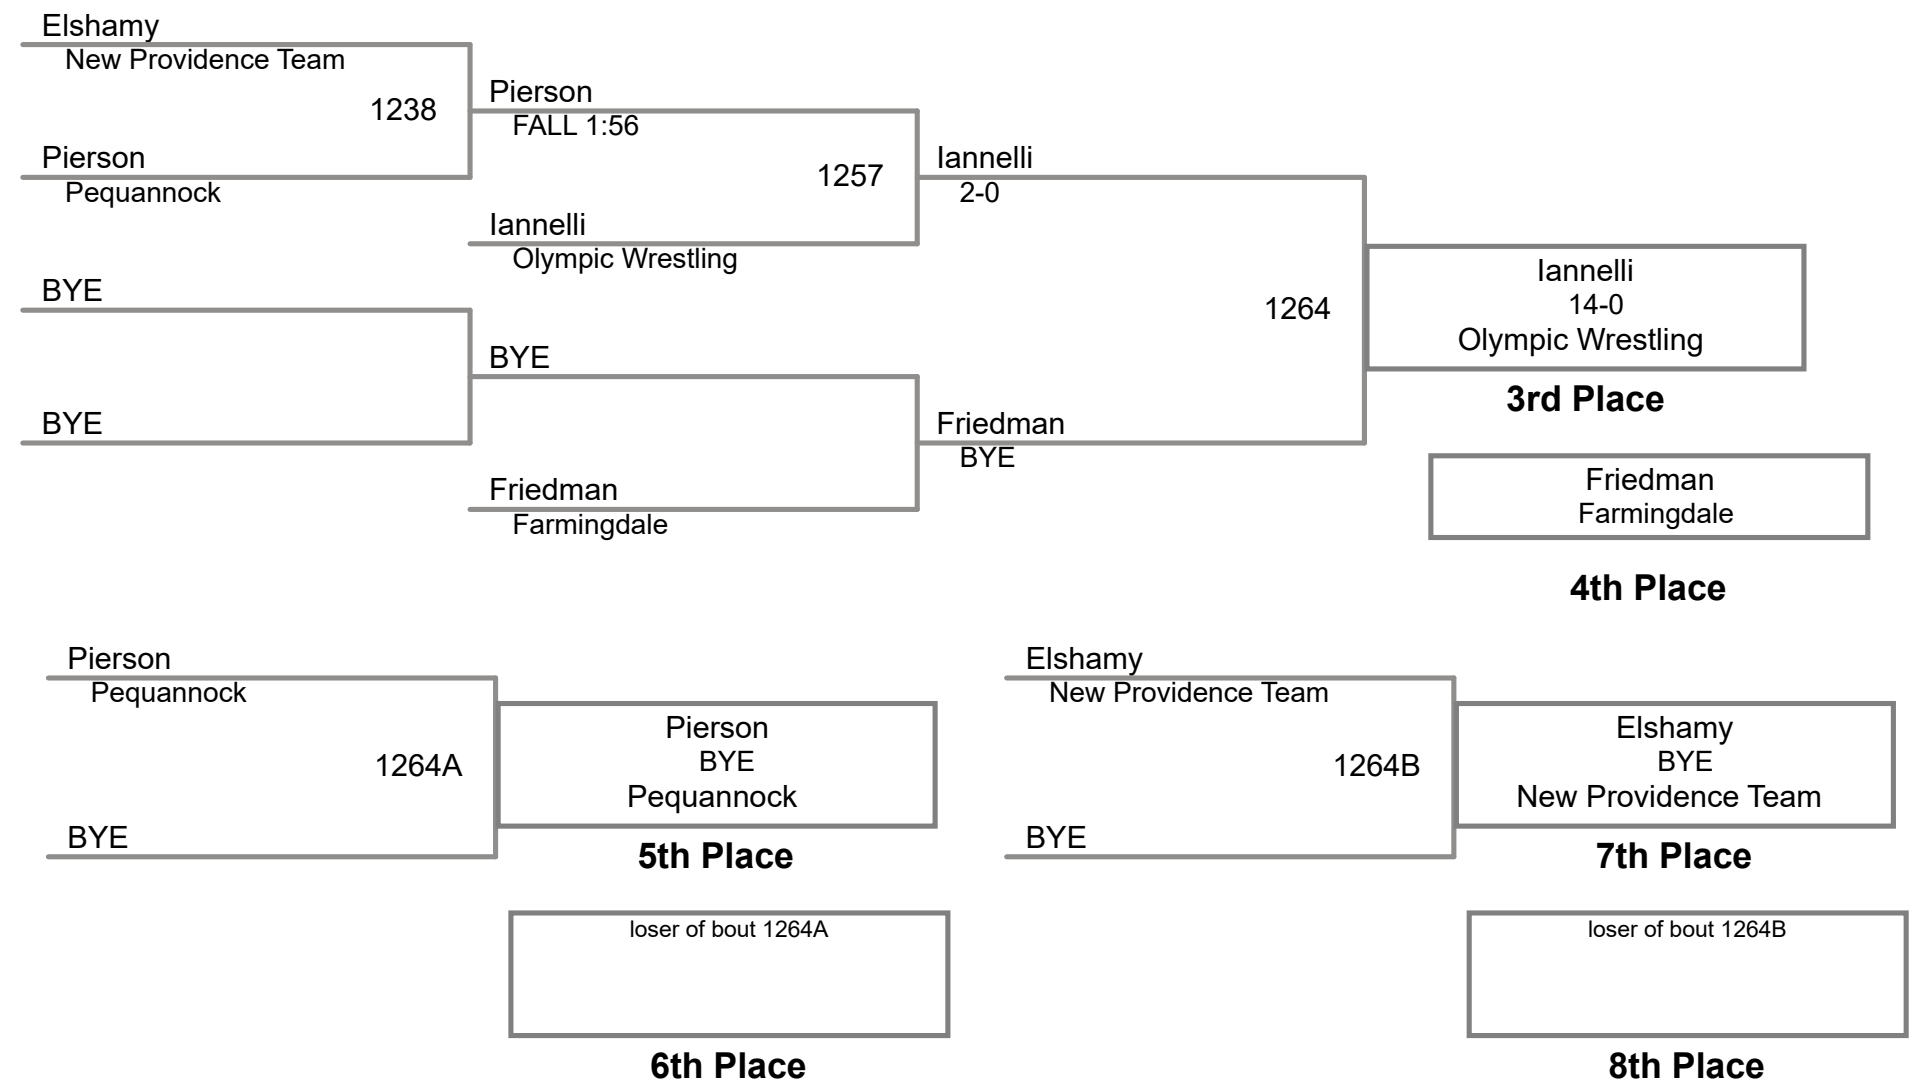 Elshamy
New Providence Team
1238
Pierson
Pequannock
Pierson
FALL 1:56
1257
Iannelli
Olympic Wrestling
Iannelli
2-0
BYE
BYE
BYE
Friedman
Farmingdale
Friedman
BYE
1264
Iannelli
14-0
Olympic Wrestling
3rd Place
Friedman
Farmingdale
4th Place
Pierson
Pequannock
1264A
BYE
Pierson
BYE
Pequannock
5th Place
loser of bout 1264A
6th Place
Elshamy
New Providence Team
1264B
BYE
Elshamy
BYE
New Providence Team
7th Place
loser of bout 1264B
8th Place